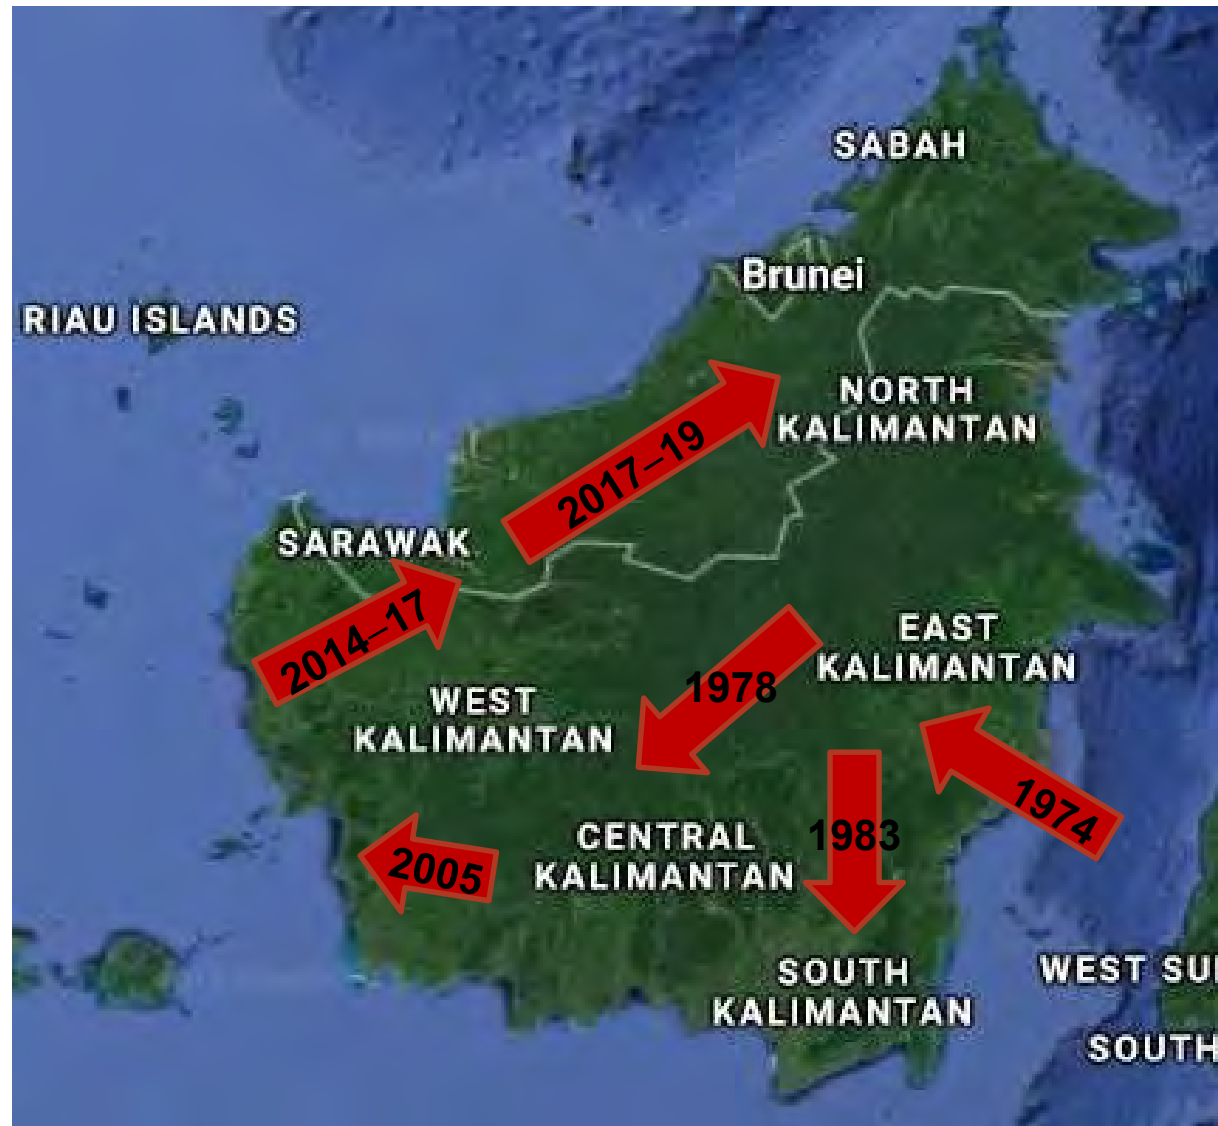 SABAH
Brunei
RIAU ISLANDS
NORTH
KALIMANTAN
2017–19
SARAWAK
2014–17
EAST
KALIMANTAN
1978
WEST
KALIMANTAN
1974
CENTRAL
KALIMANTAN
1983
2005
SOUTH
KALIMANTAN
WEST SU
SOUTH